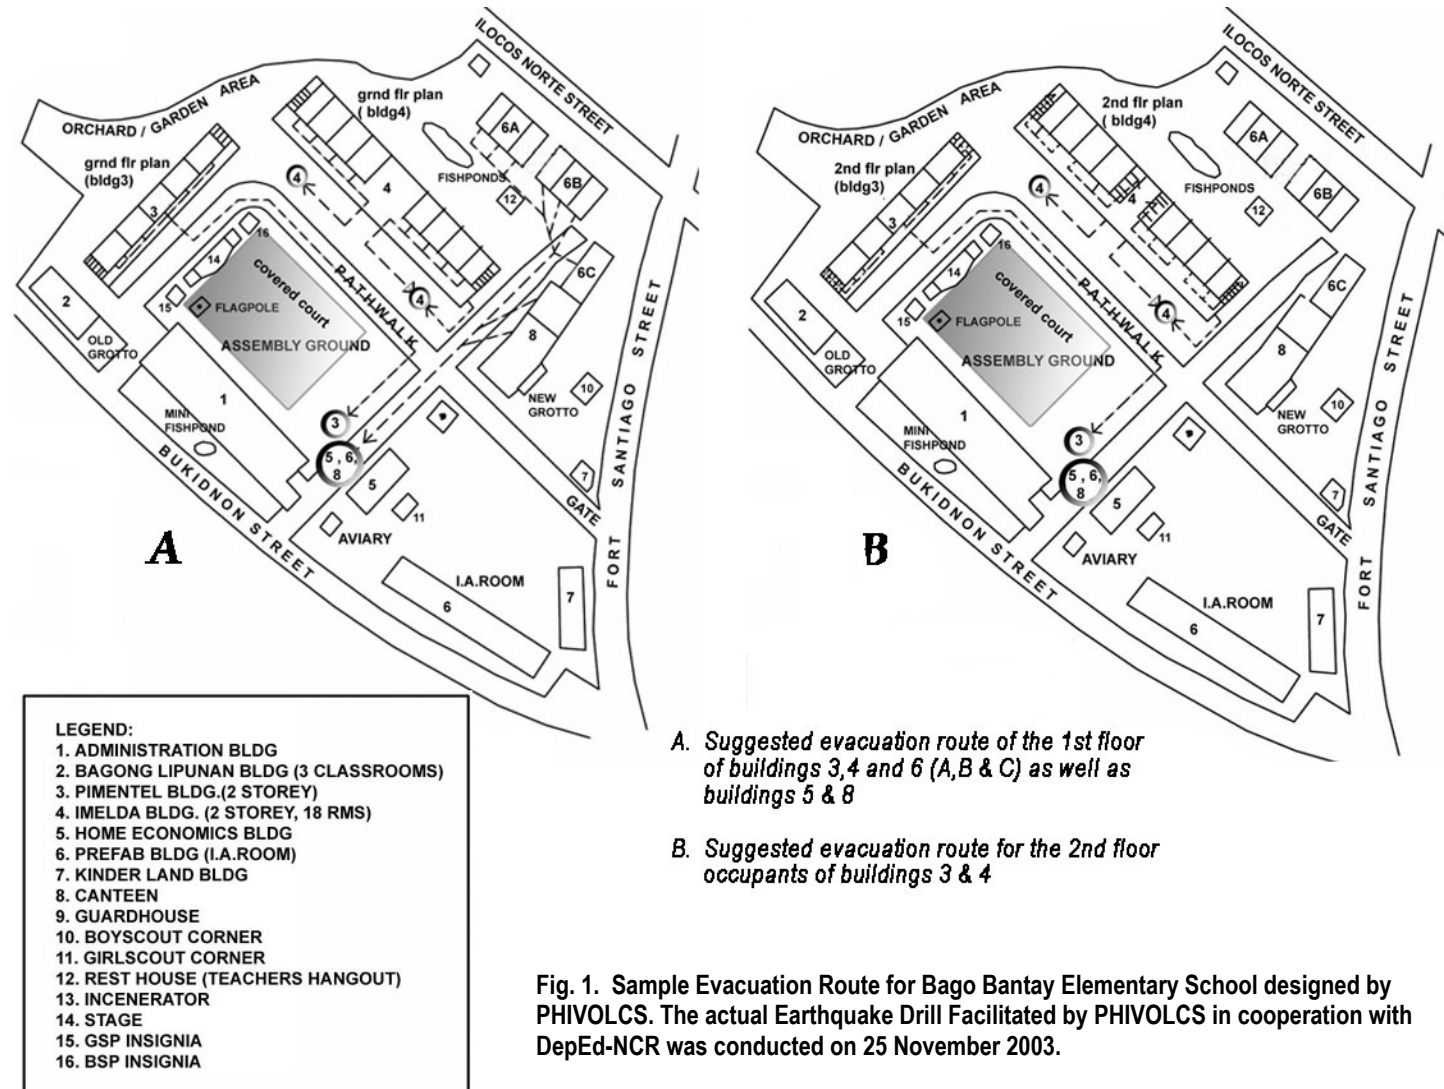 ILOCOS NORTE STREET
ORCHARD / GARDEN AREA
grnd flr plan
( bldg4)
grnd flr plan
(bldg3)
6A
6B
FISHPONDS
12
4
4
3
16
14
covered court
PATHWALK
6C
2
15
FLAGPOLE
4
8
OLD
GROTTO
ASSEMBLY GROUND
1
10
NEW
GROTTO
MINI
FISHPOND
3
5 , 6,
8
5
7
11
GATE
AVIARY
BUKIDNON STREET
FORT SANTIAGO STREET
A
I.A.ROOM
6
7
ILOCOS NORTE STREET
ORCHARD / GARDEN AREA
2nd flr plan
( bldg4)
2nd flr plan
(bldg3)
6A
6B
FISHPONDS
12
4
4
3
16
14
covered court
PATHWALK
6C
2
15
FLAGPOLE
4
8
OLD
GROTTO
ASSEMBLY GROUND
1
10
NEW
GROTTO
MINI
FISHPOND
3
5 , 6,
8
5
7
11
GATE
AVIARY
BUKIDNON STREET
FORT SANTIAGO STREET
B
I.A.ROOM
6
7
LEGEND:
1. ADMINISTRATION BLDG
2. BAGONG LIPUNAN BLDG (3 CLASSROOMS)
3. PIMENTEL BLDG.(2 STOREY)
4. IMELDA BLDG. (2 STOREY, 18 RMS)
5. HOME ECONOMICS BLDG
6. PREFAB BLDG (I.A.ROOM)
7. KINDER LAND BLDG
8. CANTEEN
9. GUARDHOUSE
10. BOYSCOUT CORNER
11. GIRLSCOUT CORNER
12. REST HOUSE (TEACHERS HANGOUT)
13. INCENERATOR
14. STAGE
15. GSP INSIGNIA
16. BSP INSIGNIA
A. Suggested evacuation route of the 1st floor
of buildings 3,4 and 6 (A,B & C) as well as
buildings 5 & 8
B. Suggested evacuation route for the 2nd floor
occupants of buildings 3 & 4
Fig. 1. Sample Evacuation Route for Bago Bantay Elementary School designed by
PHIVOLCS. The actual Earthquake Drill Facilitated by PHIVOLCS in cooperation with
DepEd-NCR was conducted on 25 November 2003.